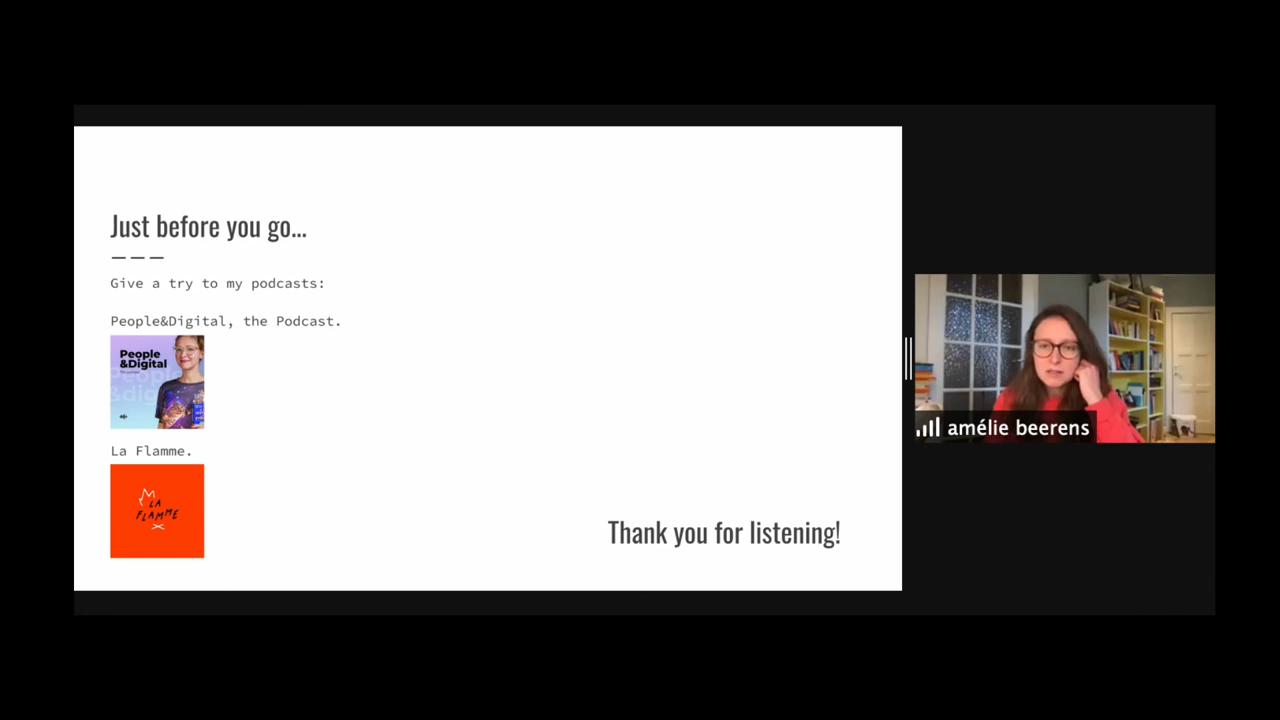 Just before you go...
Give a try to my podcasts:
People&Digital, the Podcast.
People
&Digital
La Flamme.
LA
FLAMME
Thank you for listening!
amélie beerens